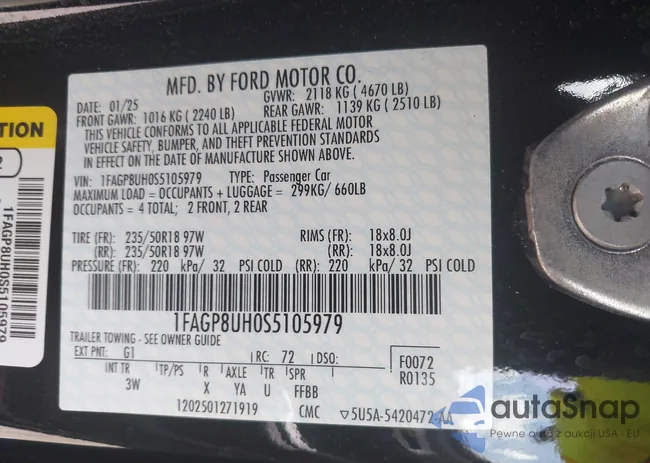 MFD. BY FORD MOTOR CO.
DATE: 01/25 GVWR: 2118 KG ( 4670 LB)
FRONT GAWR: 1016 KG ( 2240 LB) REAR GAWR: 1139 KG ( 2510 LB)
THIS VEHICLE CONFORMS TO ALL APPLICABLE FEDERAL MOTOR
VEHICLE SAFETY, BUMPER, AND THEFT PREVENTION STANDARDS
IN EFFECT ON THE DATE OF MANUFACTURE SHOWN ABOVE.
VIN: 1FAGP8UH0S5105979 TYPE: Passenger Car
MAXIMUM LOAD = OCCUPANTS + LUGGAGE = 299KG/ 660LB
OCCUPANTS = 4 TOTAL; 2 FRONT, 2 REAR
TIRE (FR): 235/50R18 97W RIMS (FR): 18x8.0J
(RR): 235/50R18 97W (RR): 18x8.0J
PRESSURE (FR): 220 kPa/ 32 PSI COLD (RR): 220 kPa/ 32 PSI COLD
1FAGP8UH0S5105979
TRAILER TOWING - SEE OWNER GUIDE
EXT PNT: G1 RC: 72 DSO: F0072
INT TR TP/PS R AXLE TR SPR R0135
3W X YA U FFBB
1202501271919 CMC ▽5U5A-5420472-AA
TION
2
1FAGP8UH0S5105979
autoSnap
Pewne auta z aukcji USA - EU